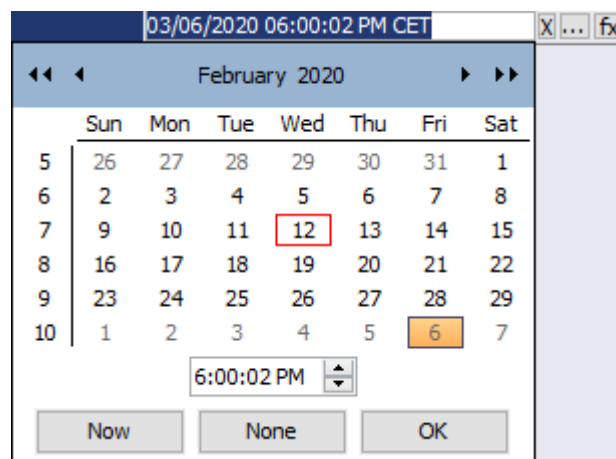 03/06/2020 06:00:02 PM CET X ... fx
February 2020
Sun Mon Tue Wed Thu Fri Sat
5 26 27 28 29 30 31 1
6 2 3 4 5 6 7 8
7 9 10 11 12 13 14 15
8 16 17 18 19 20 21 22
9 23 24 25 26 27 28 29
10 1 2 3 4 5 6 7
6:00:02 PM
Now None OK